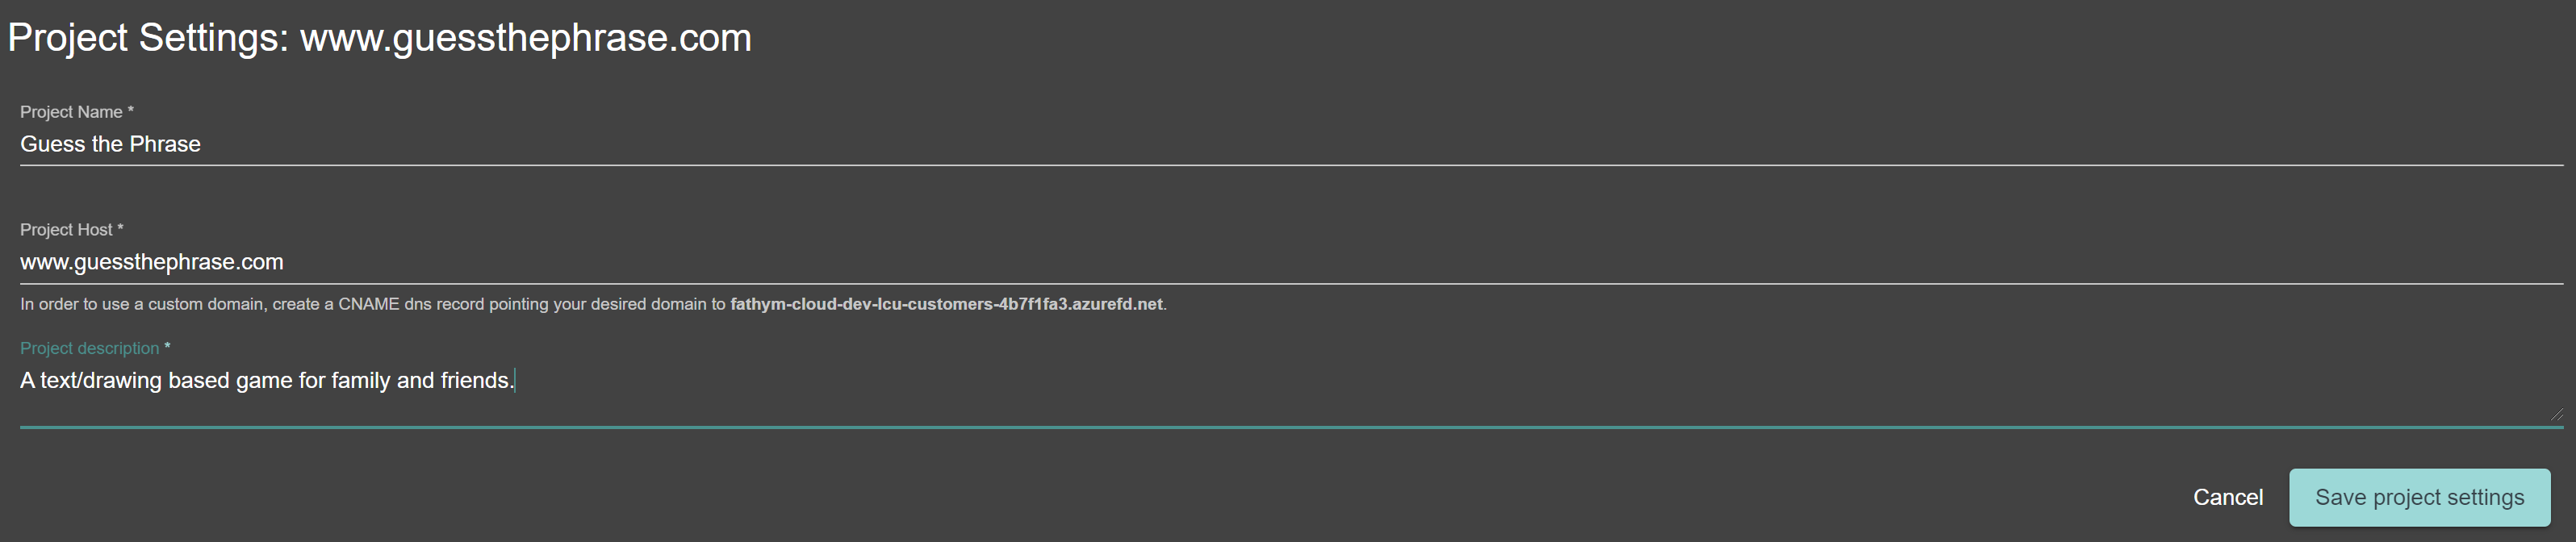 Project Settings: www.guessthephrase.com
Project Name *
Guess the Phrase
Project Host *
www.guessthephrase.com
In order to use a custom domain, create a CNAME dns record pointing your desired domain to fathym-cloud-dev-lcu-customers-4b7f1fa3.azurefd.net.
Project description *
A text/drawing based game for family and friends.
Cancel
Save project settings